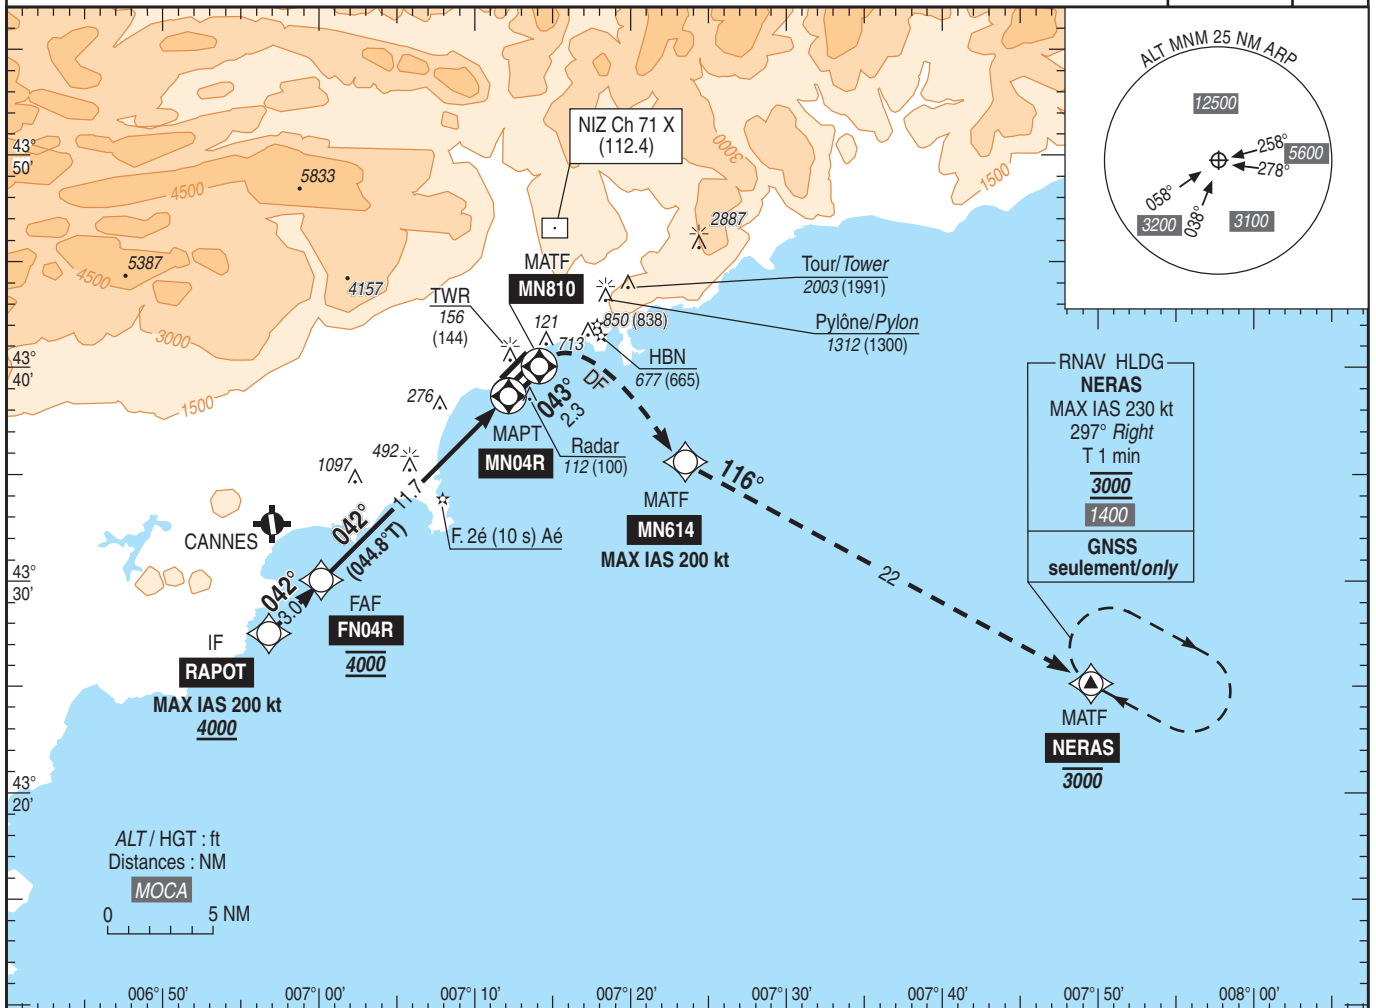 ALT MNM 25 NM ARP
12500
258°
5600
278°
058°
3200
038°
3100
NIZ Ch 71 X
(112.4)
43°
50'
5833
4500
3000
1500
2887
5387
4500
4157
3000
1500
MATF
MN810
TWR
156
(144)
121
713
850 (838)
Tour/Tower
2003 (1991)
Pylône/Pylon
1312 (1300)
HBN
677 (665)
43°
40'
276
DF
043°
2.3
MAPT
MN04R
Radar
112 (100)
RNAV HLDG
NERAS
MAX IAS 230 kt
297° Right
T 1 min
3000
1400
GNSS
seulement/only
492
1097
11.7
042°
(044.8°T)
F. 2é (10 s) Aé
CANNES
116°
MATF
MN614
MAX IAS 200 kt
22
43°
30'
042°
3.0
FAF
FN04R
4000
IF
RAPOT
MAX IAS 200 kt
4000
MATF
NERAS
3000
43°
20'
ALT / HGT : ft
Distances : NM
MOCA
0 5 NM
006°50' 007°00' 007°10' 007°20' 007°30' 007°40' 007°50' 008°00'